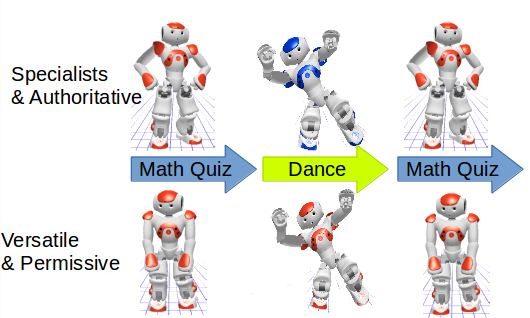 Specialists
& Authoritative
Math Quiz
Dance
Math Quiz
Versatile
& Permissive